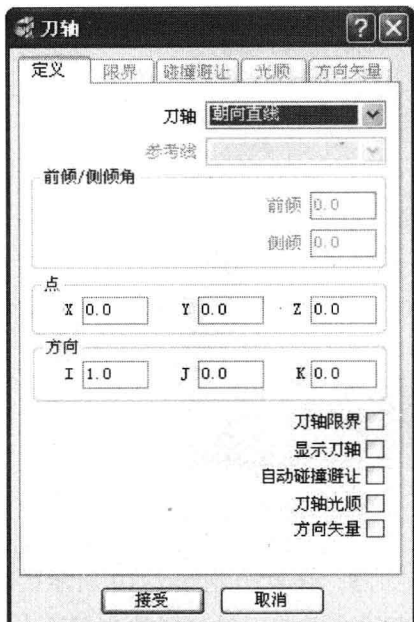 刀轴
定义 限界 碰撞避让 光顺 方向矢量
刀轴 朝向直线
参考线
前倾/侧倾角
前倾 0.0
侧倾 0.0
点
X 0.0 Y 0.0 Z 0.0
方向
I 1.0 J 0.0 K 0.0
刀轴限界
显示刀轴
自动碰撞避让
刀轴光顺
方向矢量
接受 取消